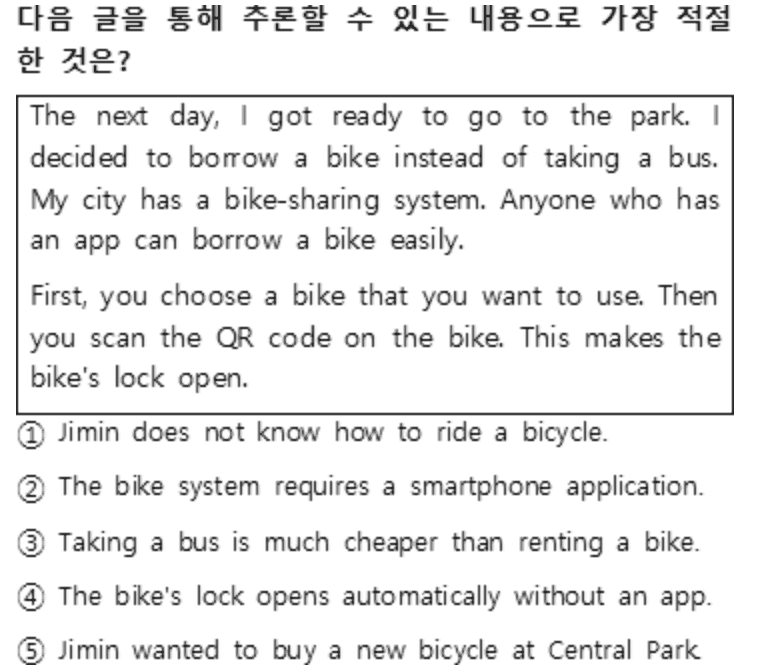 다음 글을 통해 추론할 수 있는 내용으로 가장 적절
한 것은?
The next day, I got ready to go to the park. I
decided to borrow a bike instead of taking a bus.
My city has a bike-sharing system. Anyone who has
an app can borrow a bike easily.
First, you choose a bike that you want to use. Then
you scan the QR code on the bike. This makes the
bike's lock open.
① Jimin does not know how to ride a bicycle.
② The bike system requires a smartphone application.
③ Taking a bus is much cheaper than renting a bike.
④ The bike's lock opens automatically without an app.
⑤ Jimin wanted to buy a new bicycle at Central Park.